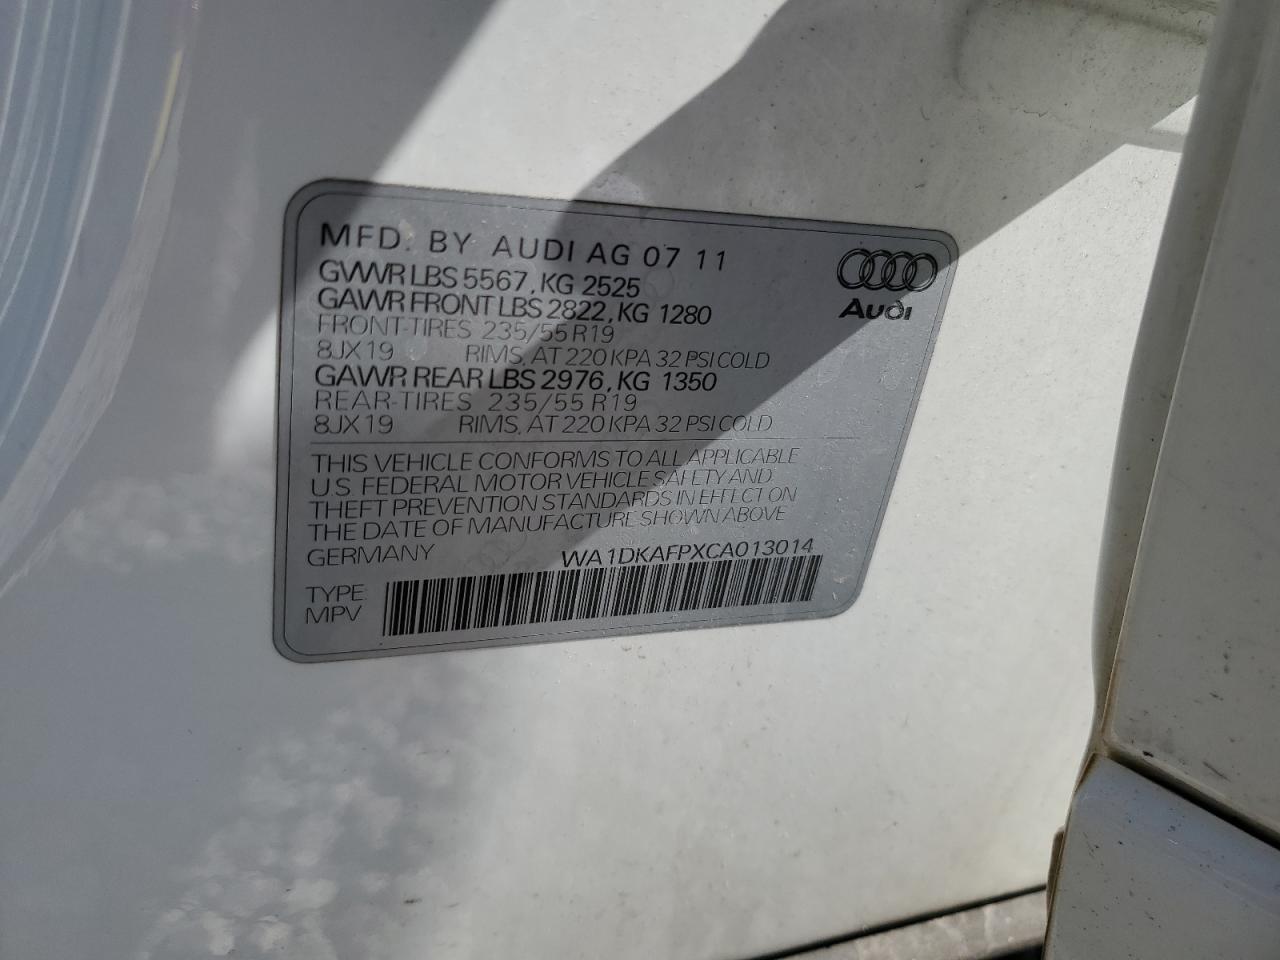 MFD. BY AUDI AG 07 11
GVWR LBS 5567, KG 2525
GAWR FRONT LBS 2822, KG 1280
FRONT-TIRES 235/55 R19
8JX19 RIMS, AT 220 KPA 32 PSI COLD
GAWR REAR LBS 2976, KG 1350
REAR-TIRES 235/55 R19
8JX19 RIMS, AT 220 KPA 32 PSI COLD
Audi
THIS VEHICLE CONFORMS TO ALL APPLICABLE
U.S. FEDERAL MOTOR VEHICLE SAFETY AND
THEFT PREVENTION STANDARDS IN EFFECT ON
THE DATE OF MANUFACTURE SHOWN ABOVE
GERMANY WA1DKAFPXCA013014
TYPE:
MPV